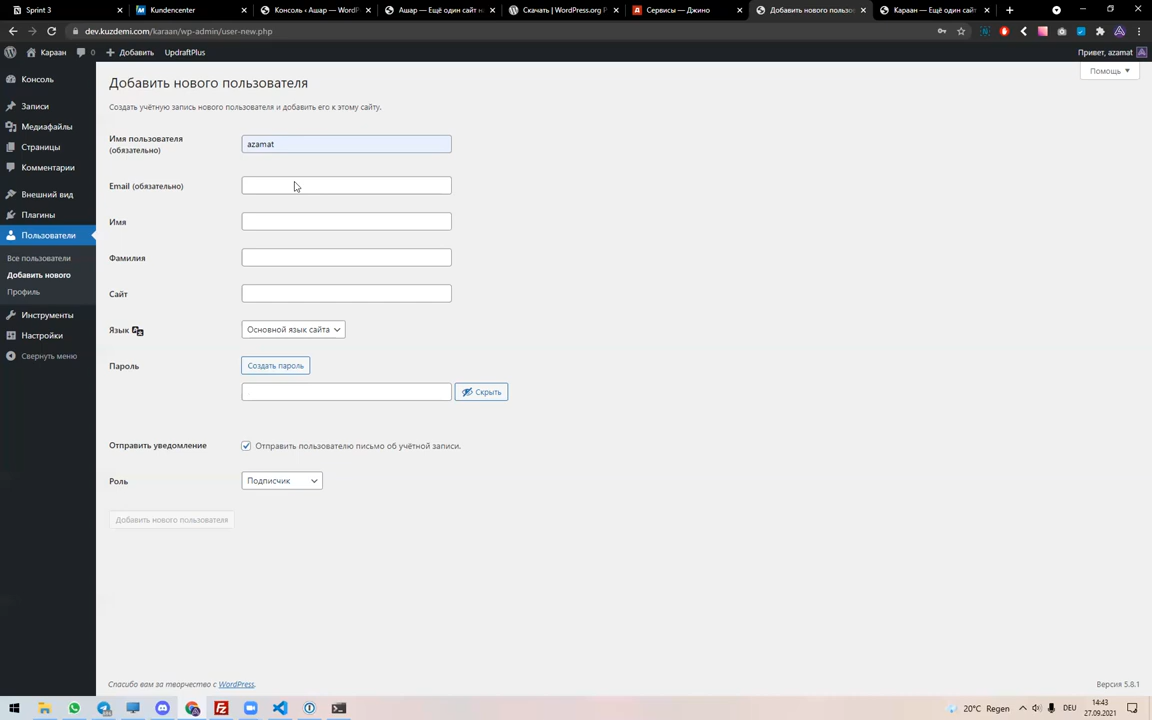 Sprint 3
Kundencenter
Консоль ‹ Ашар — WordP
Ашар — Ещё один сайт н
Скачать | WordPress.org Р
Сервисы — Джино
Добавить нового пользо
Караан — Ещё один сайт
dev.kuzdemi.com/karaan/wp-admin/user-new.php
Караан
0
Добавить
UpdraftPlus
Привет, azamat
Консоль
Записи
Медиафайлы
Страницы
Комментарии
Внешний вид
Плагины
Пользователи
Все пользователи
Добавить нового
Профиль
Инструменты
Настройки
Свернуть меню
Помощь
Добавить нового пользователя
Создать учётную запись нового пользователя и добавить его к этому сайту.
Имя пользователя
(обязательно)
azamat
Email (обязательно)
Имя
Фамилия
Сайт
Язык
Основной язык сайта
Пароль
Создать пароль
Скрыть
Отправить уведомление
Отправить пользователю письмо об учётной записи.
Роль
Подписчик
Добавить нового пользователя
Спасибо вам за творчество с WordPress.
Версия 5.8.1
20°C Regen
DEU
14:43
27.09.2021